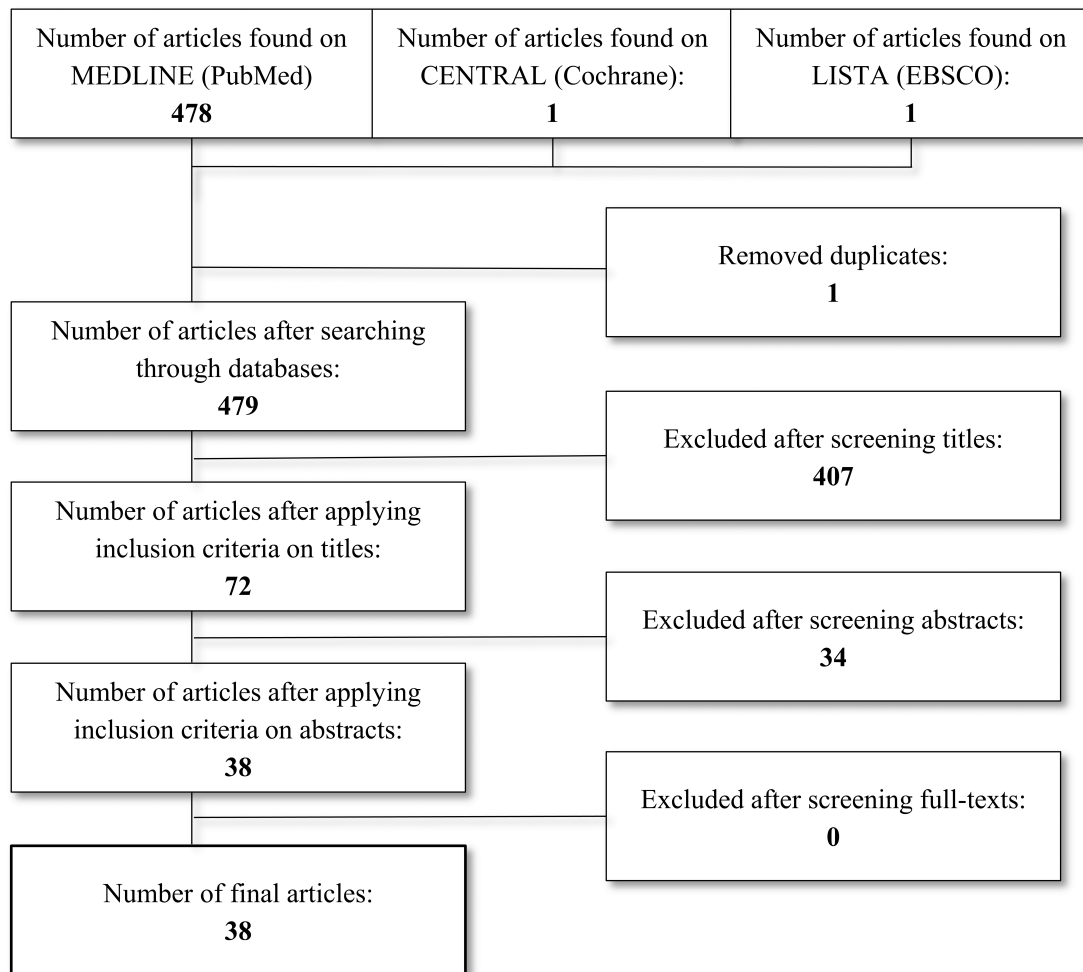 Number of articles found on
MEDLINE (PubMed)
478
Number of articles found on
CENTRAL (Cochrane):
1
Number of articles found on
LISTA (EBSCO):
1
Removed duplicates:
1
Number of articles after searching
through databases:
479
Excluded after screening titles:
407
Number of articles after applying
inclusion criteria on titles:
72
Excluded after screening abstracts:
34
Number of articles after applying
inclusion criteria on abstracts:
38
Excluded after screening full-texts:
0
Number of final articles:
38